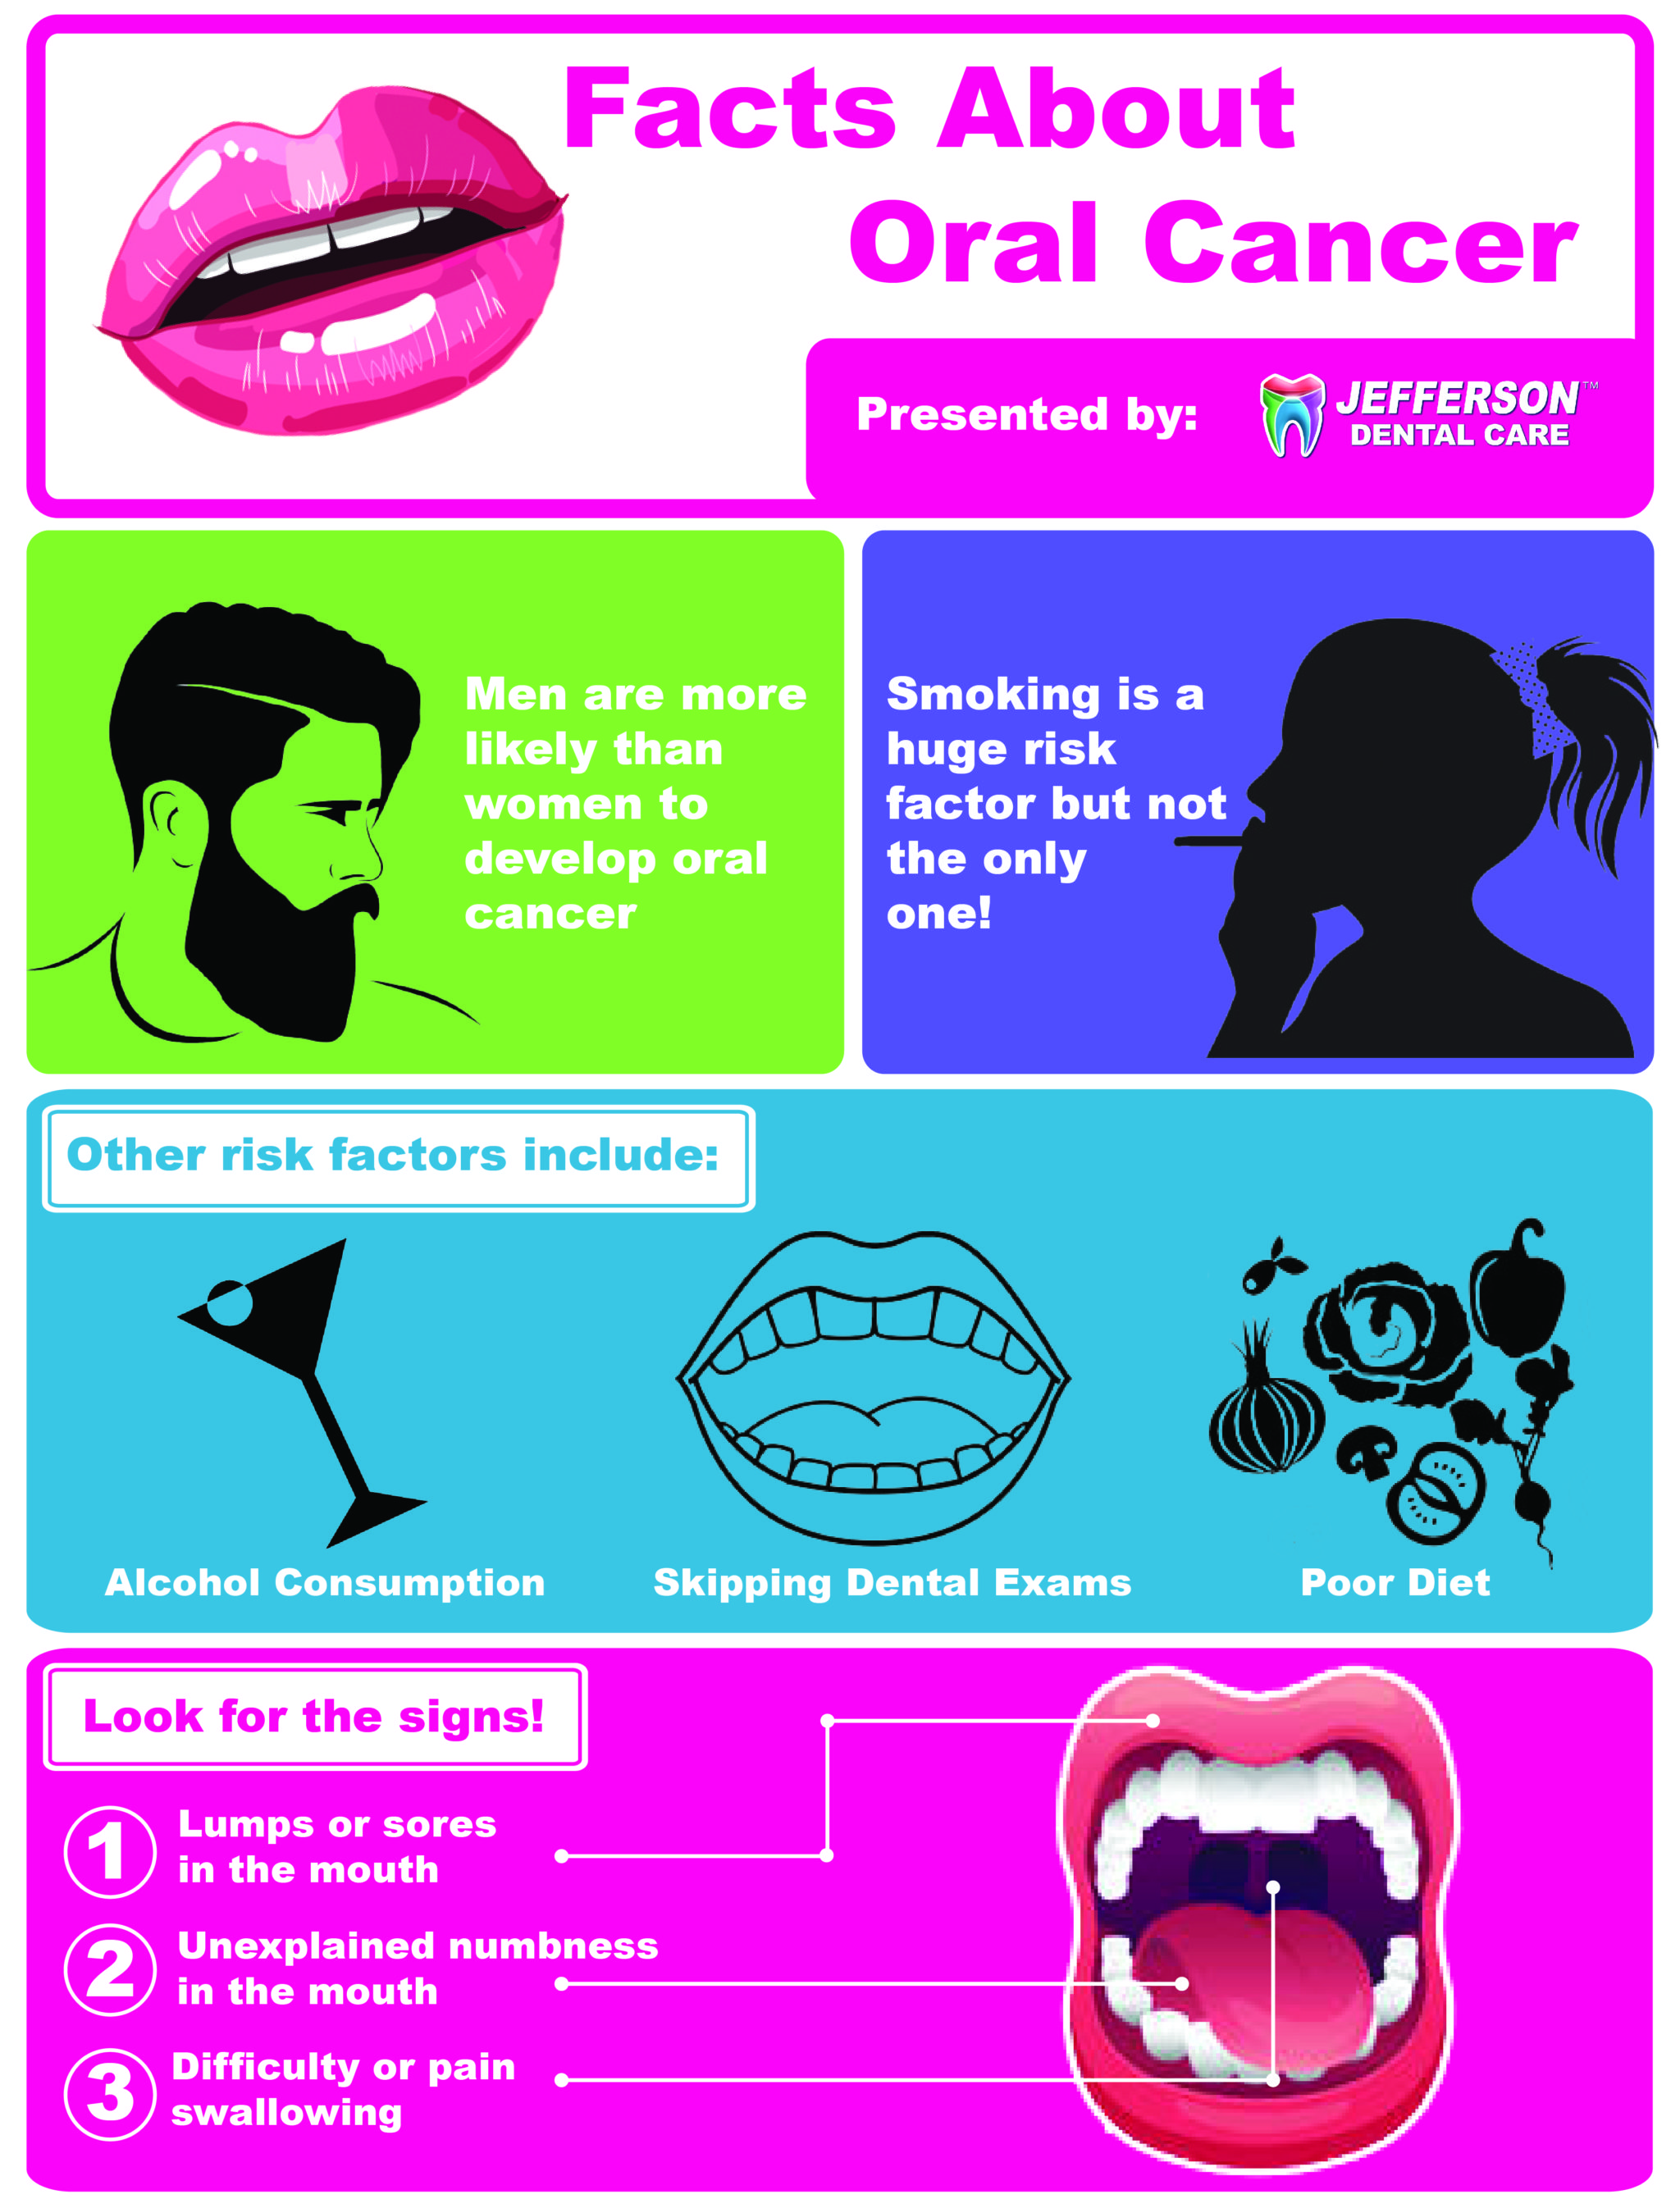 Facts About
Oral Cancer
Presented by:
JEFFERSON™
DENTAL CARE
Men are more
likely than
women to
develop oral
cancer
Smoking is a
huge risk
factor but not
the only
one!
Other risk factors include:
Alcohol Consumption
Skipping Dental Exams
Poor Diet
Look for the signs!
1
Lumps or sores
in the mouth
2
Unexplained numbness
in the mouth
3
Difficulty or pain
swallowing